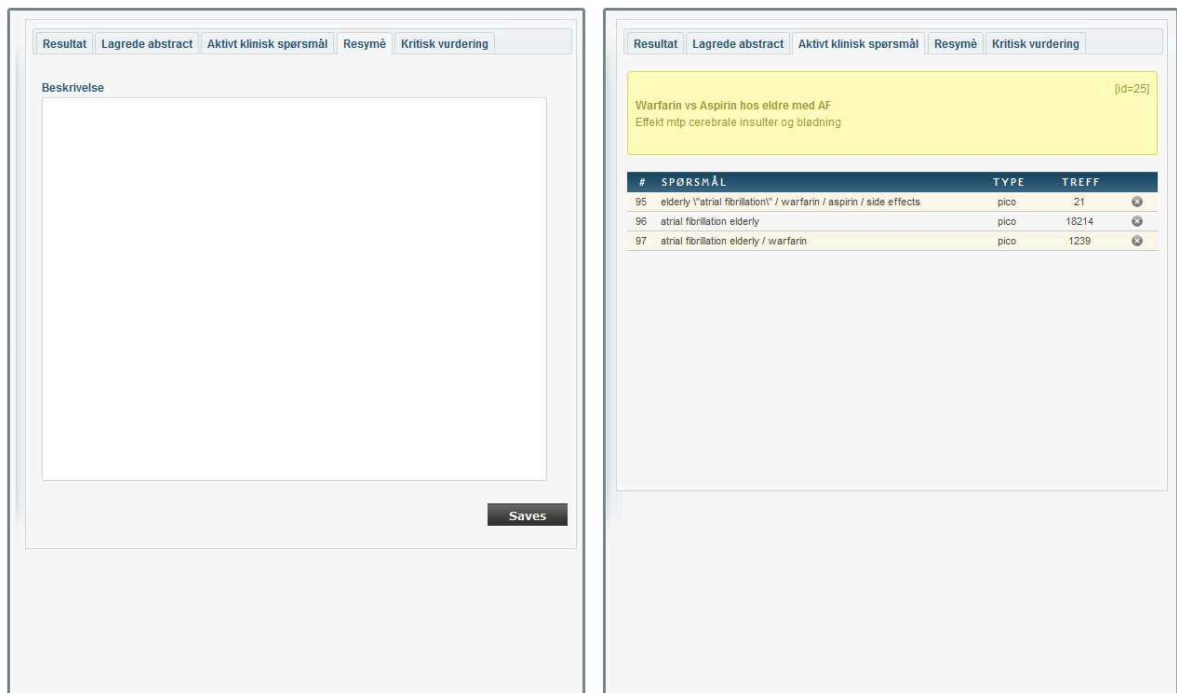 Resultat Lagrede abstract Aktivt klinisk spørsmål Resymè Kritisk vurdering
Beskrivelse
Saves
Resultat Lagrede abstract Aktivt klinisk spørsmål Resymè Kritisk vurdering
[id=25]
Warfarin vs Aspirin hos eldre med AF
Effekt mtp cerebrale insulter og blødning
# SPØRSMÅL TYPE TREFF
95 elderly \"atrial fibrillation\" / warfarin / aspirin / side effects pico 21
96 atrial fibrillation elderly pico 18214
97 atrial fibrillation elderly / warfarin pico 1239